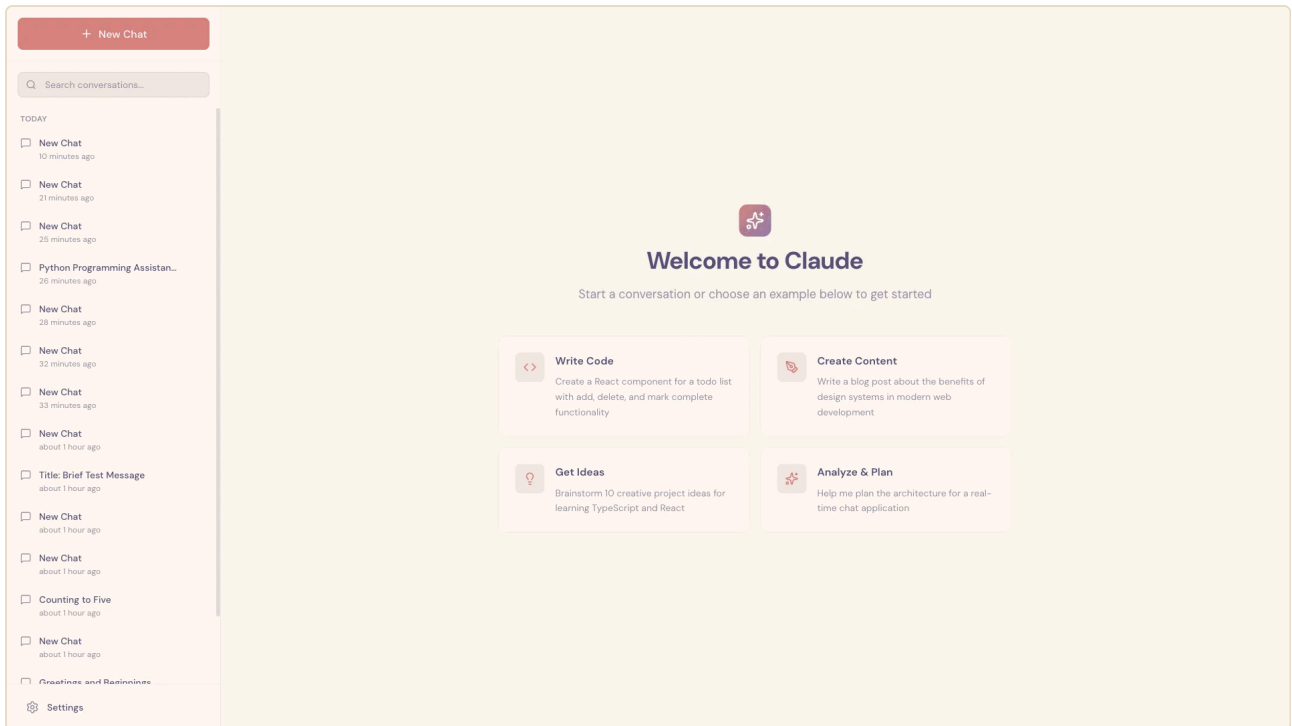 New Chat
Search conversations...
TODAY
New Chat
10 minutes ago
New Chat
21 minutes ago
New Chat
25 minutes ago
Python Programming Assistan...
26 minutes ago
New Chat
28 minutes ago
New Chat
32 minutes ago
New Chat
33 minutes ago
New Chat
about 1 hour ago
Title: Brief Test Message
about 1 hour ago
New Chat
about 1 hour ago
New Chat
about 1 hour ago
Counting to Five
about 1 hour ago
New Chat
about 1 hour ago
Greetings and Beginnings
Settings
Welcome to Claude
Start a conversation or choose an example below to get started
Write Code
Create a React component for a todo list
with add, delete, and mark complete
functionality
Create Content
Write a blog post about the benefits of
design systems in modern web
development
Get Ideas
Brainstorm 10 creative project ideas for
learning TypeScript and React
Analyze & Plan
Help me plan the architecture for a real-
time chat application